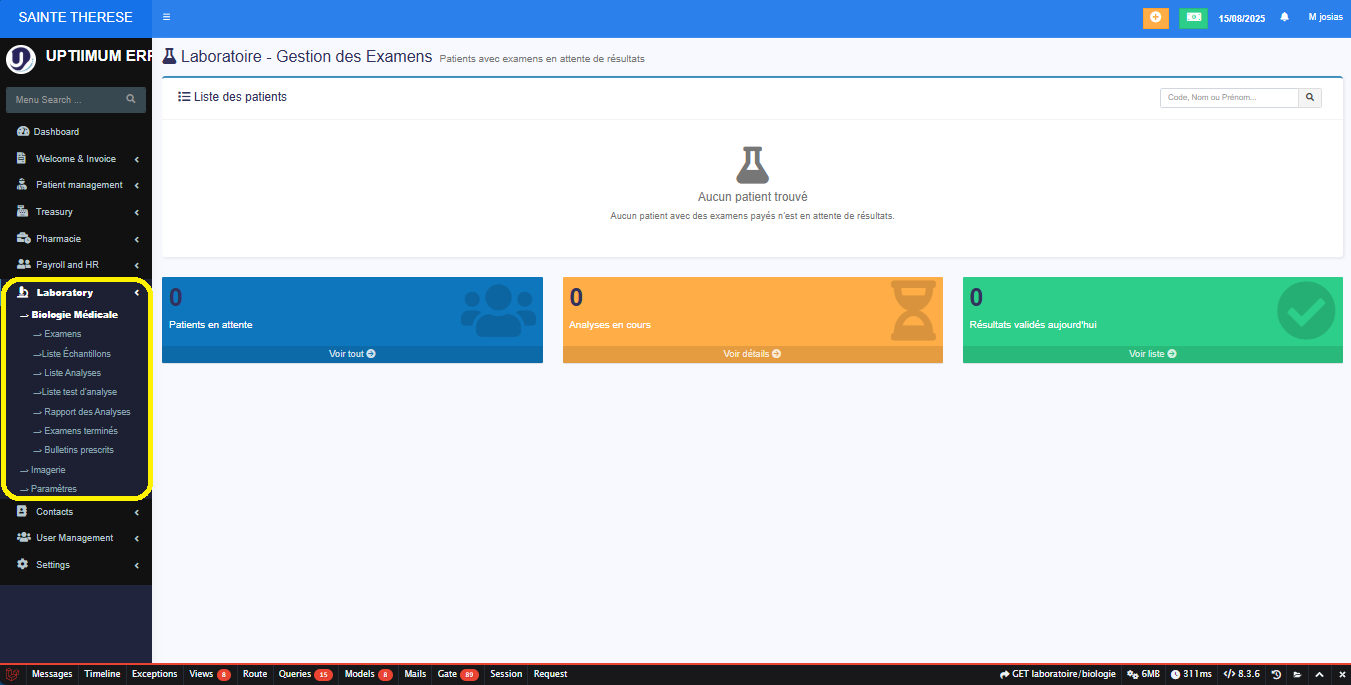 SAINTE THERESE
15/08/2025
M josias
UPTIIMUM ERP
Menu Search ...
Dashboard
Welcome & Invoice
Patient management
Treasury
Pharmacie
Payroll and HR
Laboratory
Biologie Médicale
Examens
Liste Échantillons
Liste Analyses
Liste test d'analyse
Rapport des Analyses
Examens terminés
Bulletins prescrits
Imagerie
Paramètres
Contacts
User Management
Settings
Laboratoire - Gestion des Examens Patients avec examens en attente de résultats
Liste des patients
Code, Nom ou Prénom...
Aucun patient trouvé
Aucun patient avec des examens payés n'est en attente de résultats.
0
Patients en attente
Voir tout
0
Analyses en cours
Voir détails
0
Résultats validés aujourd'hui
Voir liste
Messages Timeline Exceptions Views 8 Route Queries 15 Models 8 Mails Gate 89 Session Request GET laboratoire/biologie 6MB 311ms 8.3.6